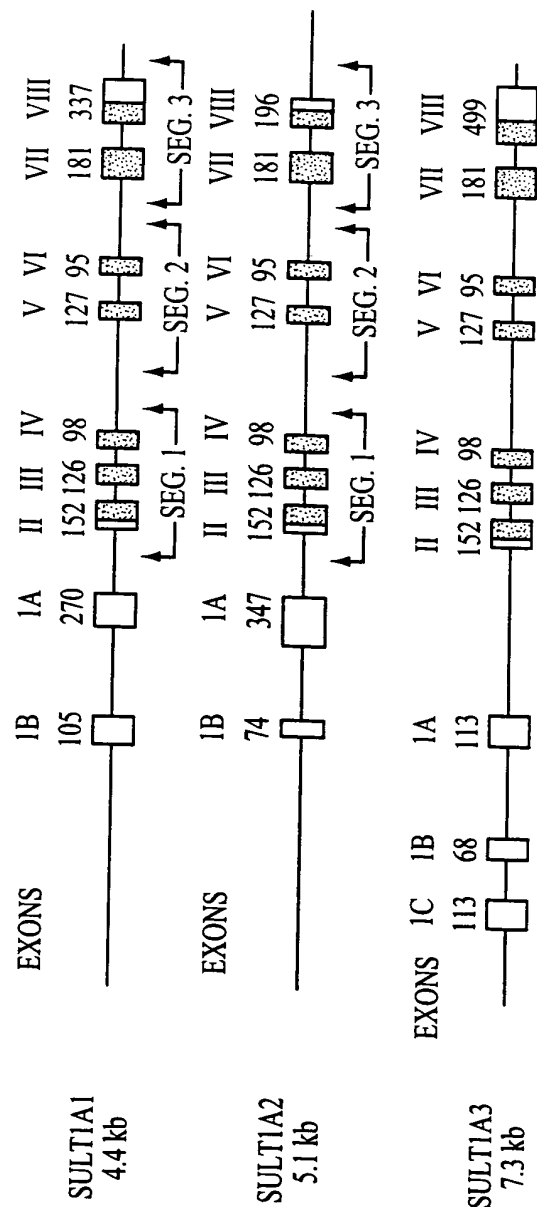 EXONS 1B 1A II III IV V VI VII VIII
105 270 152 126 98 127 95 181 337
SULT1A1
4.4 kb
SEG. 1 SEG. 2 SEG. 3
EXONS 1B 1A II III IV V VI VII VIII
74 347 152 126 98 127 95 181 196
SULT1A2
5.1 kb
SEG. 1 SEG. 2 SEG. 3
EXONS 1C 1B 1A II III IV V VI VII VIII
113 68 113 152 126 98 127 95 181 499
SULT1A3
7.3 kb